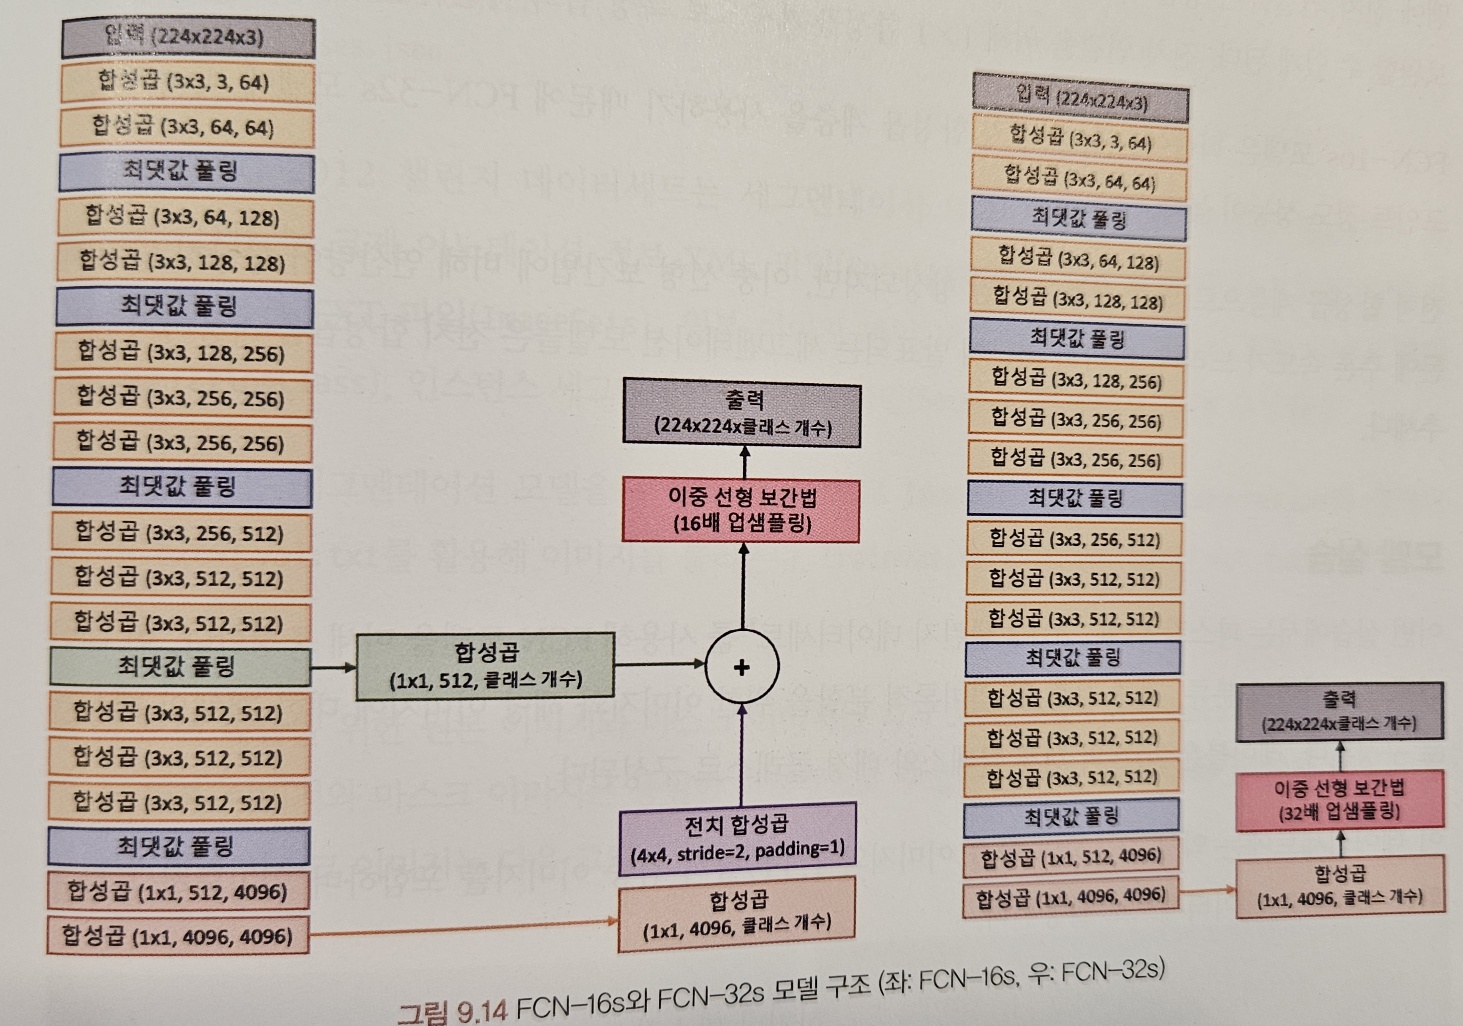 입력 (224x224x3)
합성곱 (3x3, 3, 64)
합성곱 (3x3, 64, 64)
최댓값 풀링
합성곱 (3x3, 64, 128)
합성곱 (3x3, 128, 128)
최댓값 풀링
합성곱 (3x3, 128, 256)
합성곱 (3x3, 256, 256)
합성곱 (3x3, 256, 256)
최댓값 풀링
합성곱 (3x3, 256, 512)
합성곱 (3x3, 512, 512)
합성곱 (3x3, 512, 512)
최댓값 풀링
합성곱 (3x3, 512, 512)
합성곱 (3x3, 512, 512)
합성곱 (3x3, 512, 512)
최댓값 풀링
합성곱 (1x1, 512, 4096)
합성곱 (1x1, 4096, 4096)
출력
(224x224x클래스 개수)
이중 선형 보간법
(16배 업샘플링)
합성곱
(1x1, 512, 클래스 개수)
+
전치 합성곱
(4x4, stride=2, padding=1)
합성곱
(1x1, 4096, 클래스 개수)
입력 (224x224x3)
합성곱 (3x3, 3, 64)
합성곱 (3x3, 64, 64)
최댓값 풀링
합성곱 (3x3, 64, 128)
합성곱 (3x3, 128, 128)
최댓값 풀링
합성곱 (3x3, 128, 256)
합성곱 (3x3, 256, 256)
합성곱 (3x3, 256, 256)
최댓값 풀링
합성곱 (3x3, 256, 512)
합성곱 (3x3, 512, 512)
합성곱 (3x3, 512, 512)
최댓값 풀링
합성곱 (3x3, 512, 512)
합성곱 (3x3, 512, 512)
합성곱 (3x3, 512, 512)
최댓값 풀링
합성곱 (1x1, 512, 4096)
합성곱 (1x1, 4096, 4096)
출력
(224x224x클래스 개수)
이중 선형 보간법
(32배 업샘플링)
합성곱
(1x1, 4096, 클래스 개수)
그림 9.14 FCN-16s와 FCN-32s 모델 구조 (좌: FCN-16s, 우: FCN-32s)